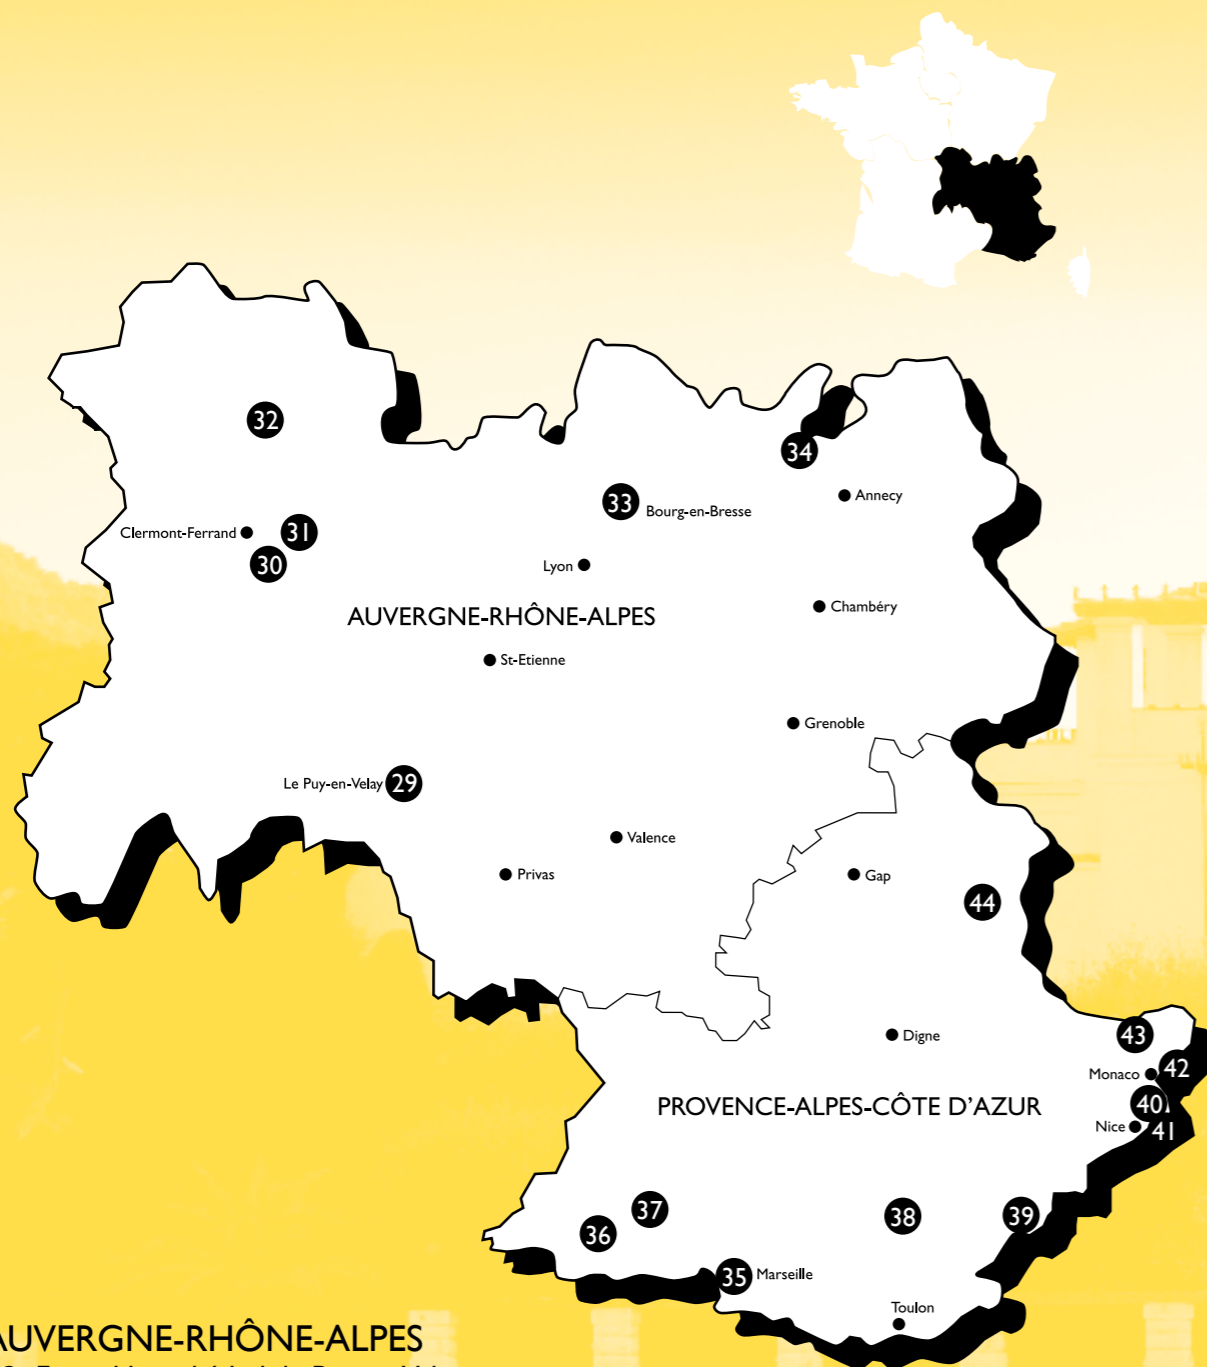 32
34
33
Bourg-en-Bresse
Annecy
Clermont-Ferrand
31
30
Lyon
AUVERGNE-RHÔNE-ALPES
Chambéry
St-Etienne
Grenoble
Le Puy-en-Velay
29
Valence
Privas
Gap
44
Digne
43
Monaco
42
PROVENCE-ALPES-CÔTE D'AZUR
40
Nice
41
37
36
38
39
35
Marseille
Toulon
AUVERGNE-RHÔNE-ALPES